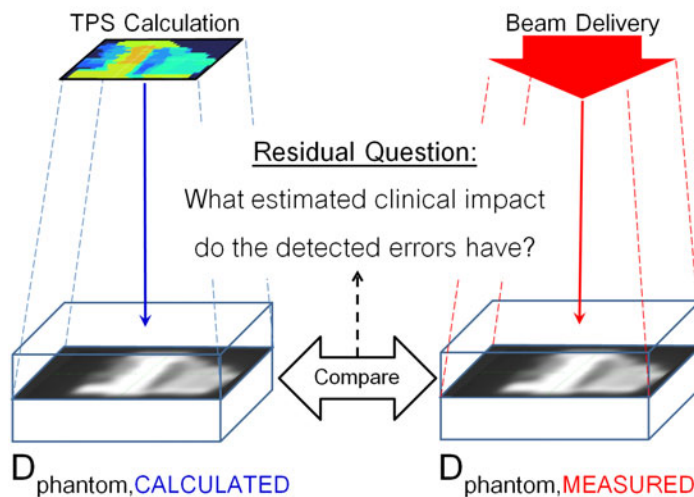 TPS Calculation
Beam Delivery
Residual Question:
What estimated clinical impact
do the detected errors have?
Compare
Dphantom,CALCULATED
Dphantom,MEASURED